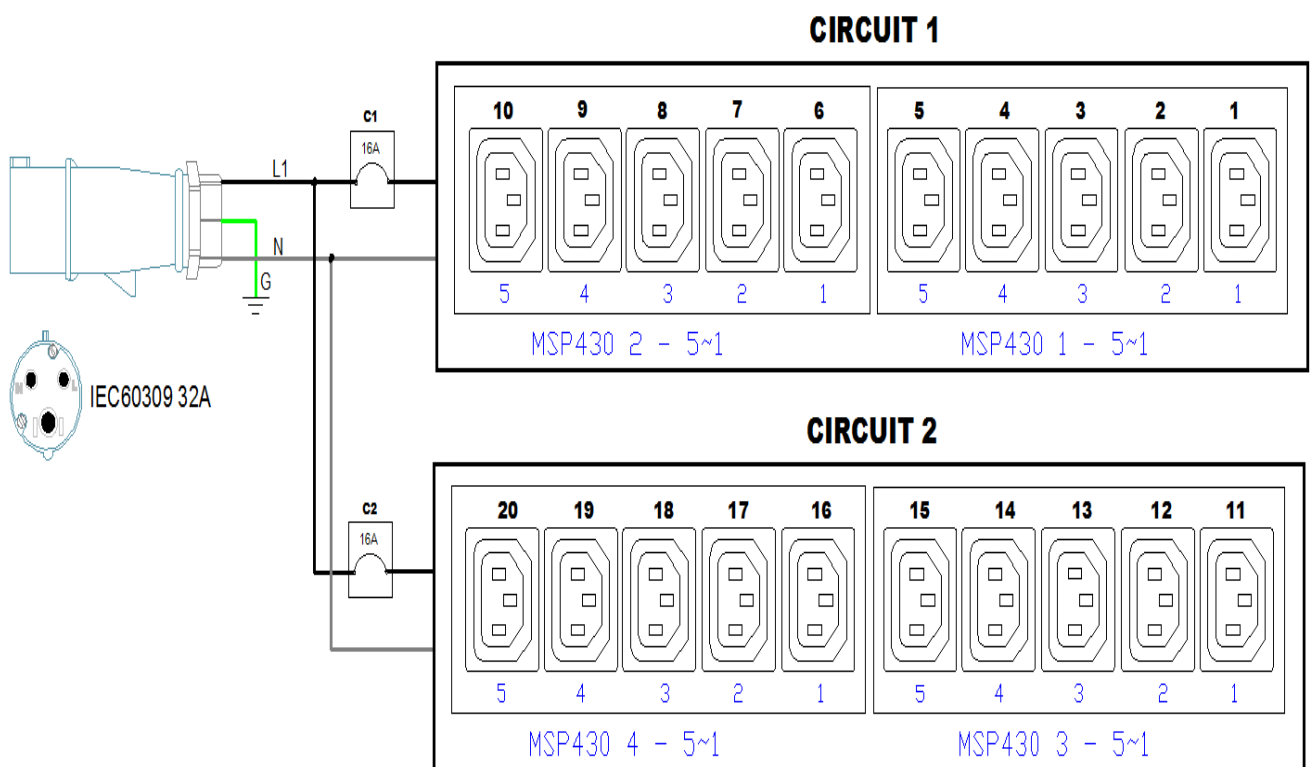 CIRCUIT 1
C1
16A
L1
N
G
10 9 8 7 6 5 4 3 2 1
5 4 3 2 1 5 4 3 2 1
MSP430 2 - 5~1 MSP430 1 - 5~1
N L
IEC60309 32A
CIRCUIT 2
C2
16A
20 19 18 17 16 15 14 13 12 11
5 4 3 2 1 5 4 3 2 1
MSP430 4 - 5~1 MSP430 3 - 5~1